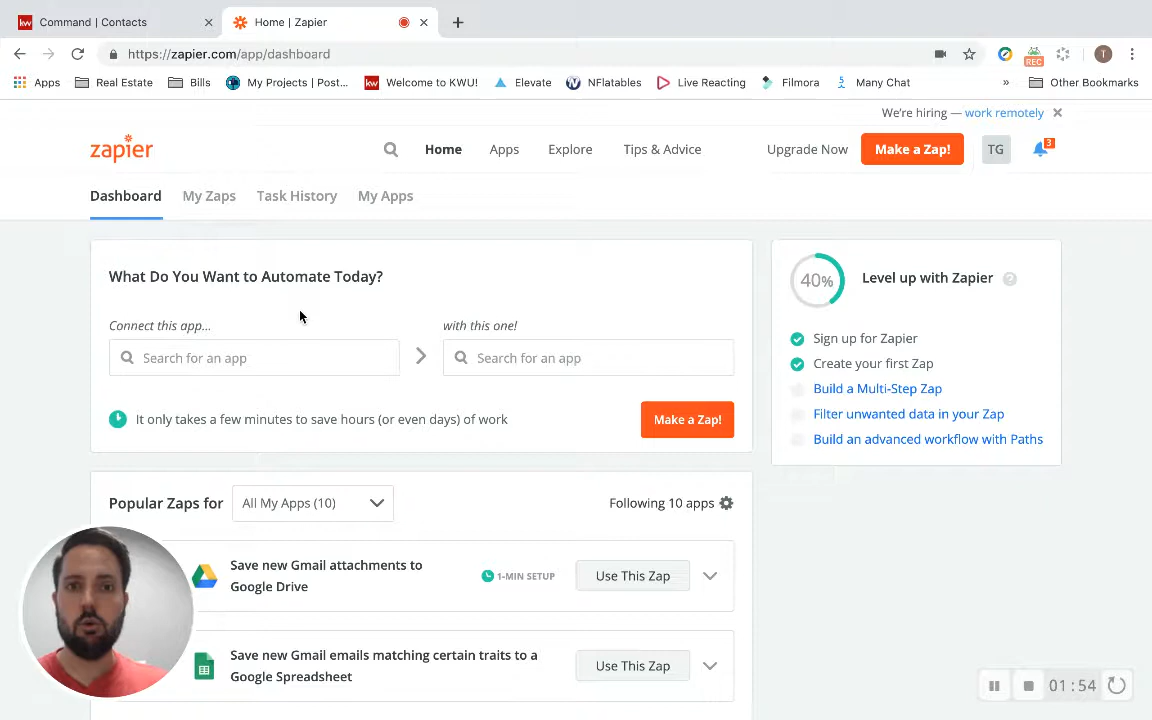 Command | Contacts
Home | Zapier
https://zapier.com/app/dashboard
REC
T
Apps
Real Estate
Bills
My Projects | Post...
kw
Welcome to KWU!
Elevate
NFlatables
Live Reacting
Filmora
Many Chat
»
Other Bookmarks
We're hiring — work remotely
zapier
Home
Apps
Explore
Tips & Advice
Upgrade Now
Make a Zap!
TG
3
Dashboard
My Zaps
Task History
My Apps
What Do You Want to Automate Today?
Connect this app...
with this one!
Search for an app
Search for an app
It only takes a few minutes to save hours (or even days) of work
Make a Zap!
40%
Level up with Zapier
?
Sign up for Zapier
Create your first Zap
Build a Multi-Step Zap
Filter unwanted data in your Zap
Build an advanced workflow with Paths
Popular Zaps for
All My Apps (10)
Following 10 apps
Save new Gmail attachments to
Google Drive
1-MIN SETUP
Use This Zap
Save new Gmail emails matching certain traits to a
Google Spreadsheet
Use This Zap
01:54